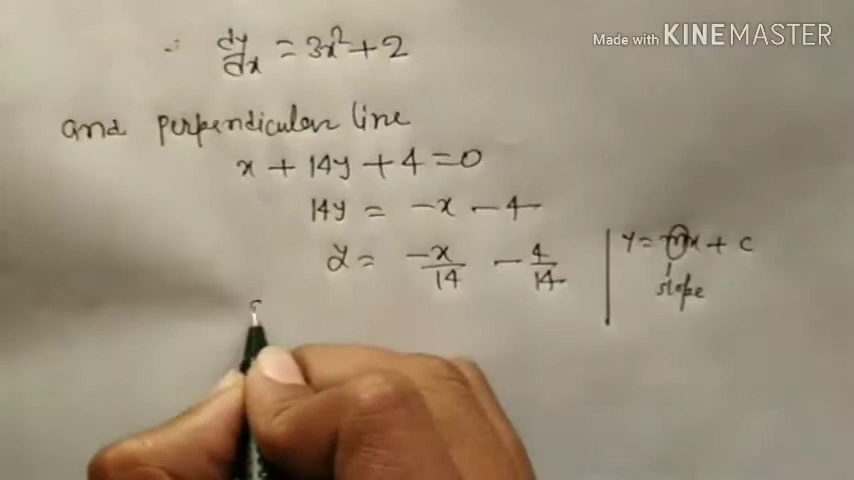 Made with KINEMASTER
∴ dy/dx = 3x² + 2
and perpendicular line
x + 14y + 4 = 0
14y = -x - 4
y = -x/14 - 4/14
y = mx + c
slope